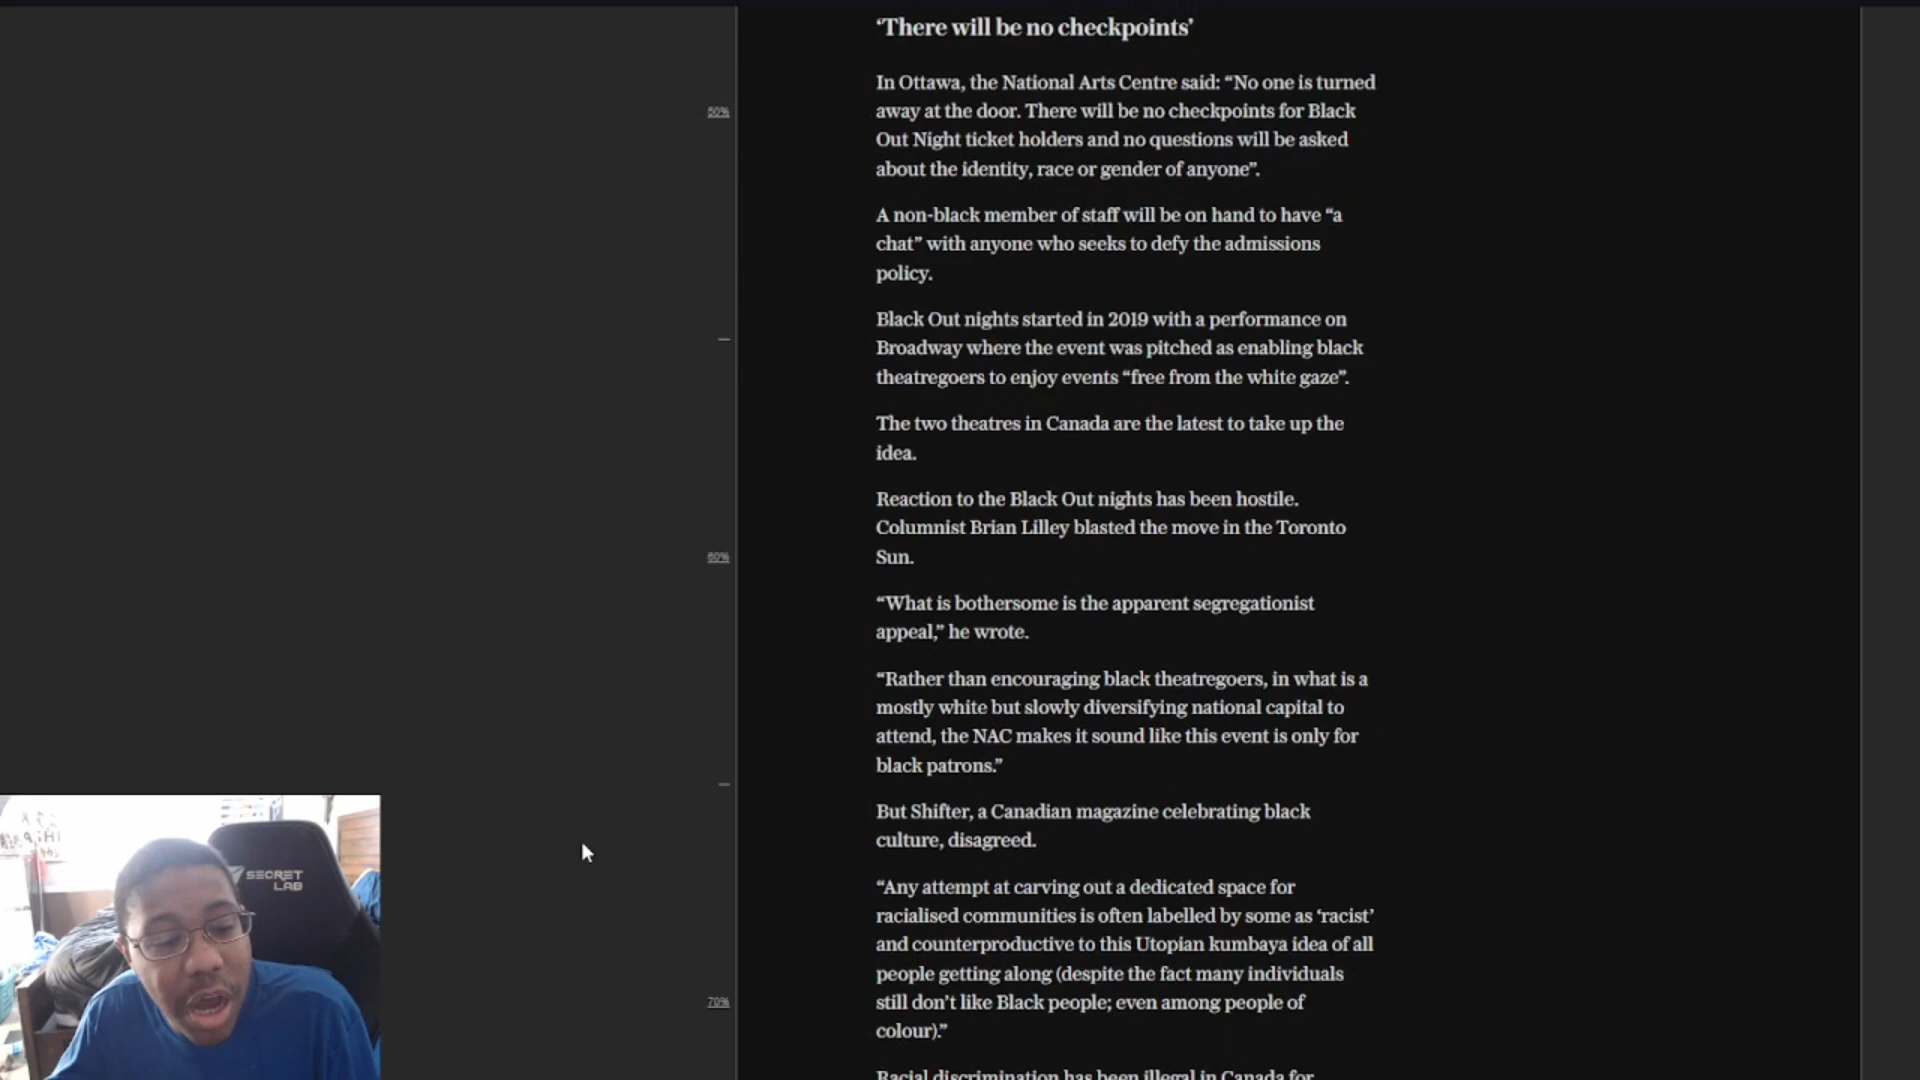 ‘There will be no checkpoints’
In Ottawa, the National Arts Centre said: “No one is turned
away at the door. There will be no checkpoints for Black
Out Night ticket holders and no questions will be asked
about the identity, race or gender of anyone”.
A non-black member of staff will be on hand to have “a
chat” with anyone who seeks to defy the admissions
policy.
Black Out nights started in 2019 with a performance on
Broadway where the event was pitched as enabling black
theatregoers to enjoy events “free from the white gaze”.
The two theatres in Canada are the latest to take up the
idea.
Reaction to the Black Out nights has been hostile.
Columnist Brian Lilley blasted the move in the Toronto
Sun.
“What is bothersome is the apparent segregationist
appeal,” he wrote.
“Rather than encouraging black theatregoers, in what is a
mostly white but slowly diversifying national capital to
attend, the NAC makes it sound like this event is only for
black patrons.”
But Shifter, a Canadian magazine celebrating black
culture, disagreed.
“Any attempt at carving out a dedicated space for
racialised communities is often labelled by some as ‘racist’
and counterproductive to this Utopian kumbaya idea of all
people getting along (despite the fact many individuals
still don’t like Black people; even among people of
colour).”
Racial discrimination has been illegal in Canada for
50%
60%
70%
SECRET
LAB